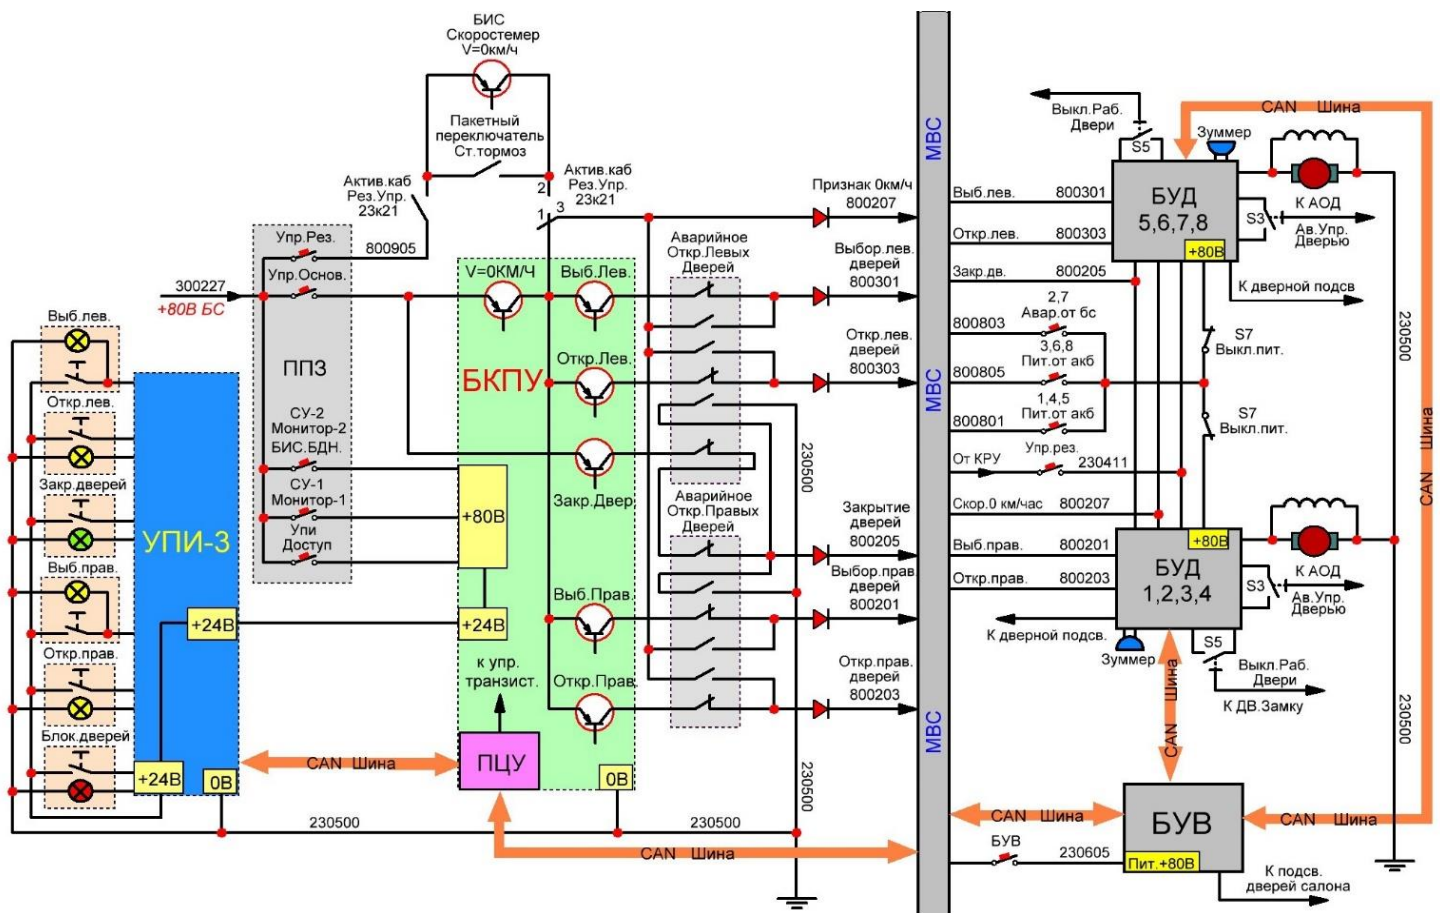 БИС
Скоростемер
V=0км/ч
Пакетный
переключатель
Ст.тормоз
Актив.каб
Рез.Упр.
23к21
2
1
3
Актив.каб
Рез.Упр.
23к21
Упр.Рез.
800905
Упр.Основ.
300227
+80В БС
ППЗ
СУ-2
Монитор-2
БИС.БДН.
СУ-1
Монитор-1
Упи
Доступ
Выб.лев.
Откр.лев.
Закр.дверей
Выб.прав.
Откр.прав.
Блок.дверей
УПИ-3
+24В
+24В
0В
V=0КМ/Ч
Выб.Лев.
БКПУ
Откр.Лев.
Закр.Двер
+80В
+24В
Выб.Прав.
к упр.
транзист.
Откр.Прав.
ПЦУ
0В
CAN Шина
230500
230500
CAN Шина
Аварийное
Откр.Левых
Дверей
230500
Аварийное
Откр.Правых
Дверей
230500
Признак 0км/ч
800207
Выбор.лев.
дверей
800301
Откр.лев.
дверей
800303
Закрытие
дверей
800205
Выбор.прав
дверей
800201
Откр.прав.
дверей
800203
МВС
МВС
МВС
МВС
Выб.лев. 800301
Откр.лев. 800303
Закр.дв. 800205
2,7
Авар.от бс
800803
3,6,8
Пит.от акб
800805
1,4,5
Пит.от акб
800801
От КРУ
Упр.рез.
230411
Скор.0 км/час 800207
Выб.прав. 800201
Откр.прав. 800203
К дверной подсв.
Выкл.Раб.
Двери
S5
Зуммер
CAN Шина
БУД
5,6,7,8
+80В
S3
К АОД
Ав.Упр.
Дверью
К дверной подсв
S7
Выкл.пит.
S7
Выкл.пит.
230500
CAN Шина
CAN
+80В
БУД
1,2,3,4
S3
К АОД
Ав.Упр.
Дверью
Зуммер
S5
Выкл.Раб.
Двери
К ДВ.Замку
CAN Шина
230500
CAN Шина
БУВ
CAN Шина
БУВ
230605
Пит.+80В
К подсв.
дверей салона